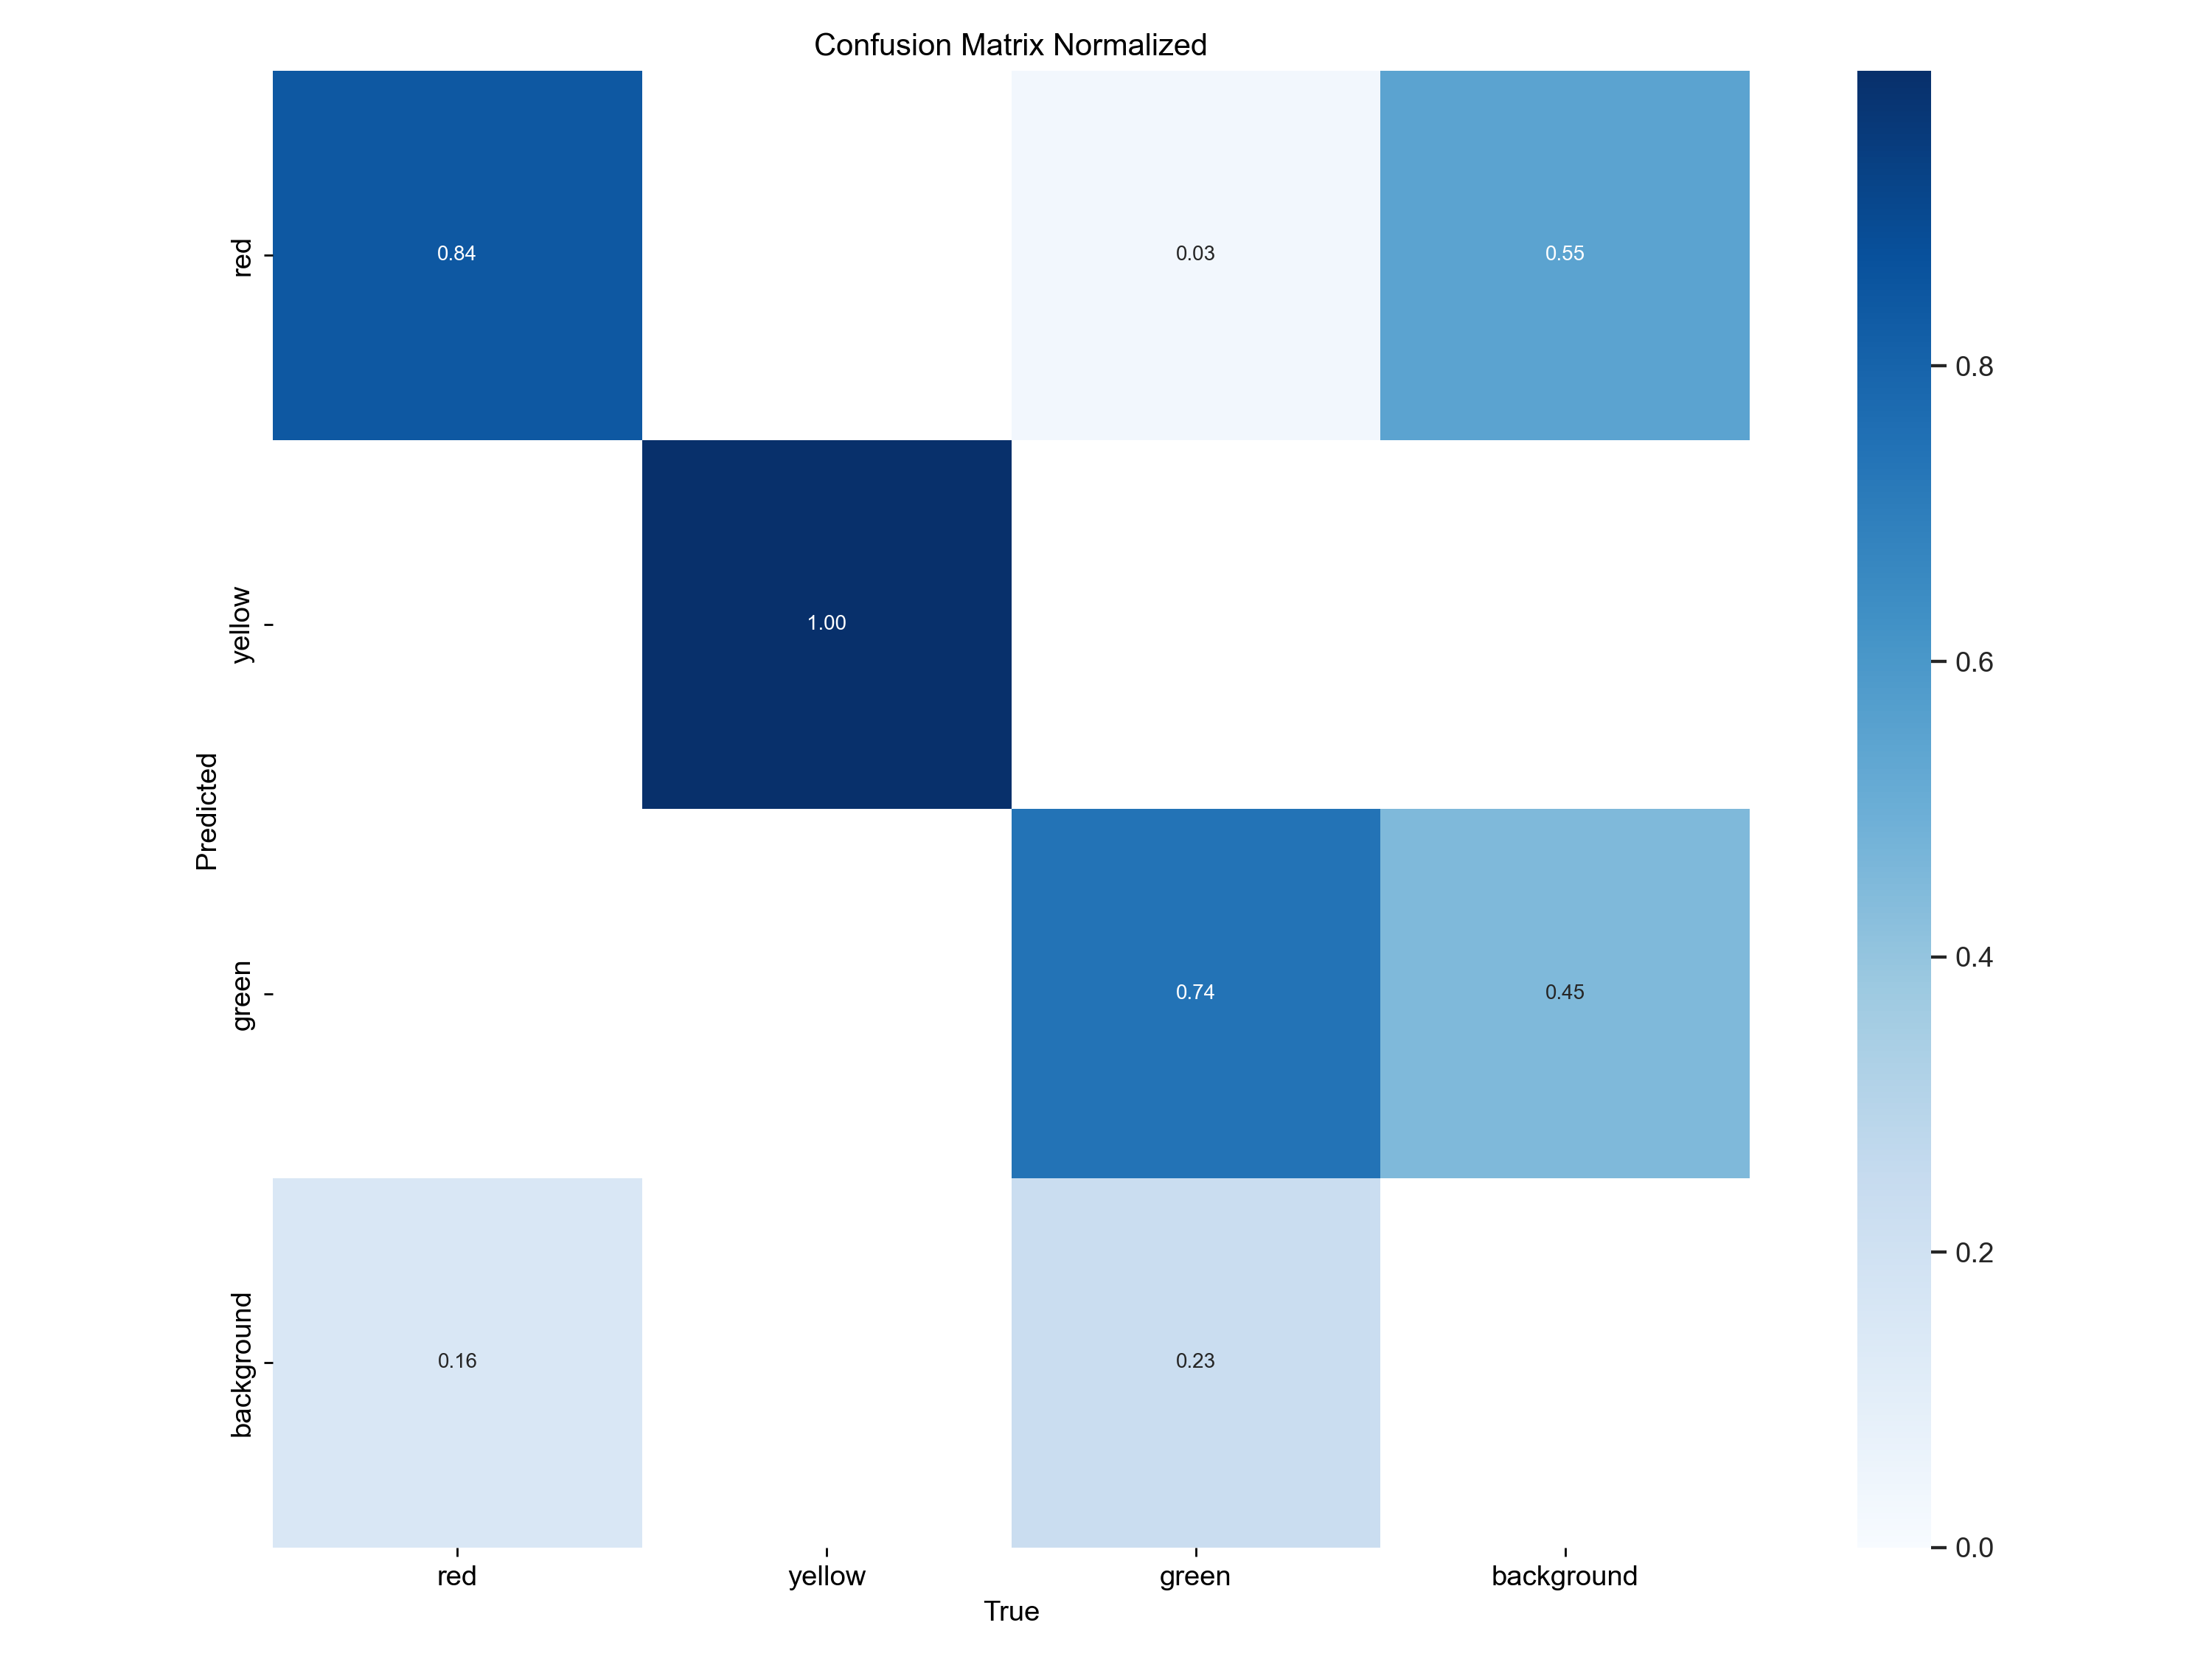 Confusion Matrix Normalized
red
0.84
0.03
0.55
yellow
1.00
green
0.74
0.45
background
0.16
0.23
red
yellow
green
background
True
Predicted
0.8
0.6
0.4
0.2
0.0